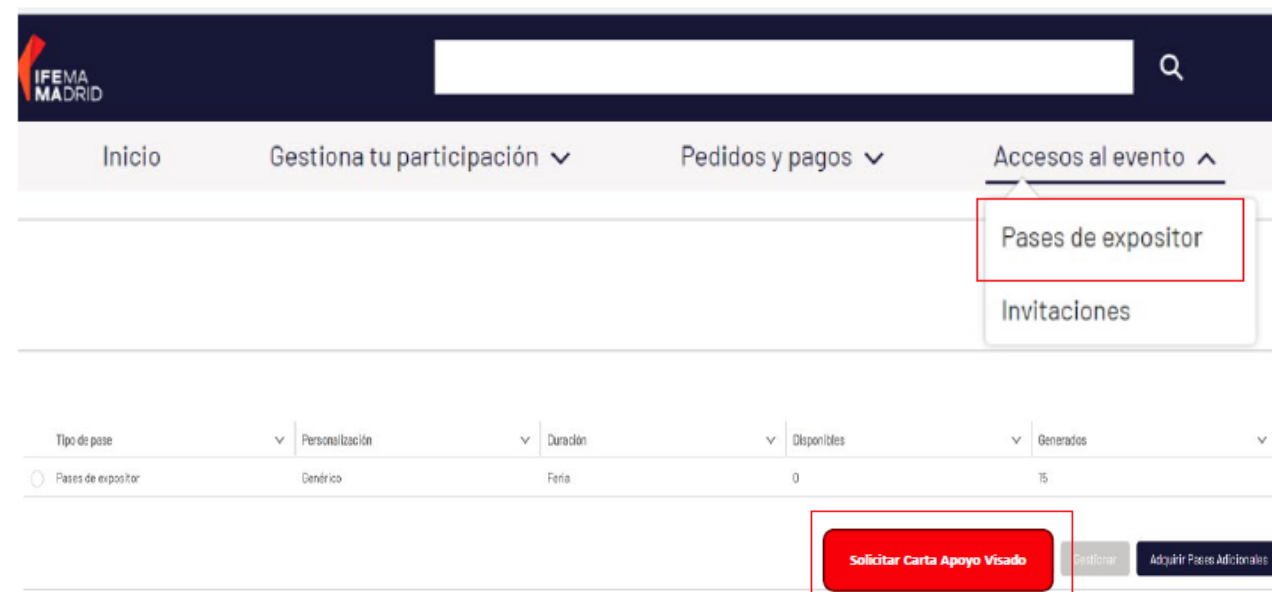 IFEMA
MADRID
Inicio Gestiona tu participación Pedidos y pagos Accesos al evento
Pases de expositor
Invitaciones
Tipo de pase Personalización Duración Disponibles Generados
Pases de expositor Genérico Feria 0 15
Solicitar Carta Apoyo Visado Gestionar Adquirir Pases Adicionales